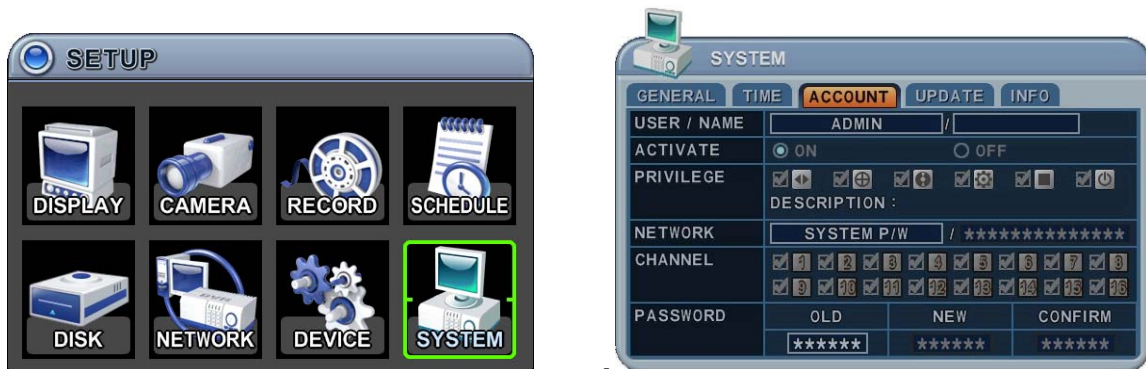 SETUP
DISPLAY CAMERA RECORD SCHEDULE
DISK NETWORK DEVICE SYSTEM
SYSTEM
GENERAL TIME ACCOUNT UPDATE INFO
USER / NAME ADMIN /
ACTIVATE ON OFF
PRIVILEGE
DESCRIPTION :
NETWORK SYSTEM P/W / **************
CHANNEL 1 2 3 4 5 6 7 8
9 10 11 12 13 14 15 16
PASSWORD OLD NEW CONFIRM
****** ****** ******